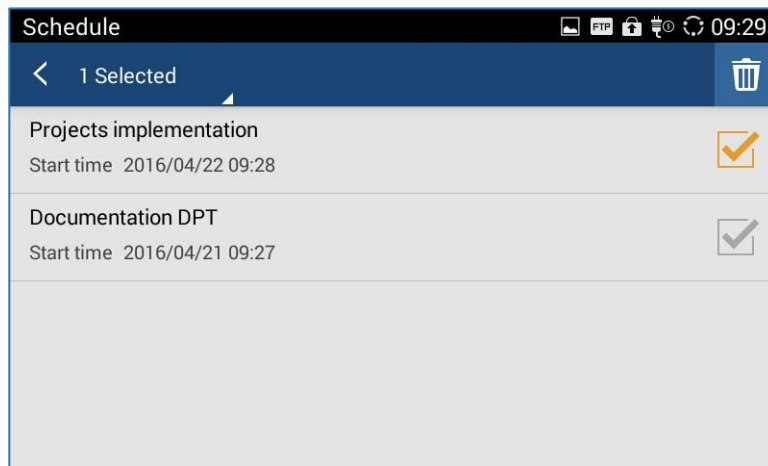 Schedule FTP 09:29
1 Selected
Projects implementation
Start time 2016/04/22 09:28
Documentation DPT
Start time 2016/04/21 09:27